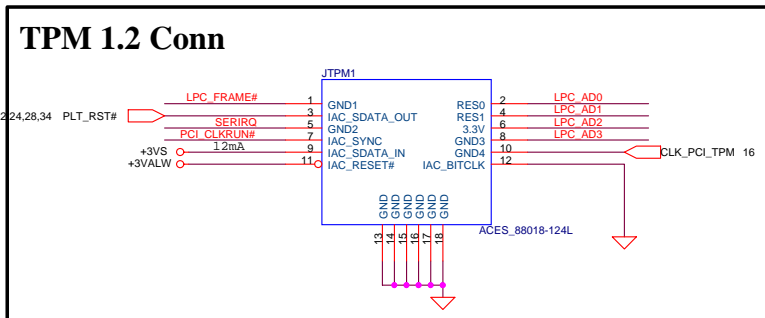 TPM 1.2 Conn
JTPM1
LPC_FRAME# 1 GND1 RES0 2 LPC_AD0
24,28,34 PLT_RST# 3 IAC_SDATA_OUT RES1 4 LPC_AD1
SERIRQ 5 GND2 3.3V 6 LPC_AD2
PCI_CLKRUN# 7 IAC_SYNC GND3 8 LPC_AD3
+3VS 12mA 9 IAC_SDATA_IN GND4 10 CLK_PCI_TPM 16
+3VALW 11 IAC_RESET# IAC_BITCLK 12
GND GND GND GND GND GND
13 14 15 16 17 18
ACES_88018-124L